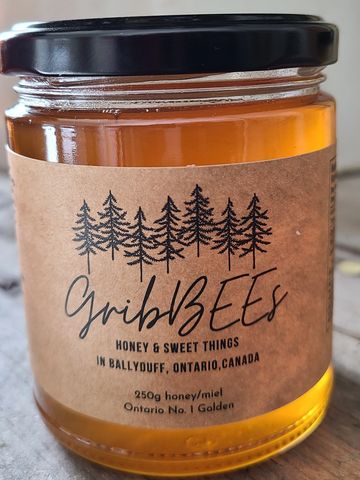 GribBEEs
HONEY & SWEET THINGS
IN BALLYDUFF, ONTARIO,CANADA
250g honey/miel
Ontario No. 1 Golden